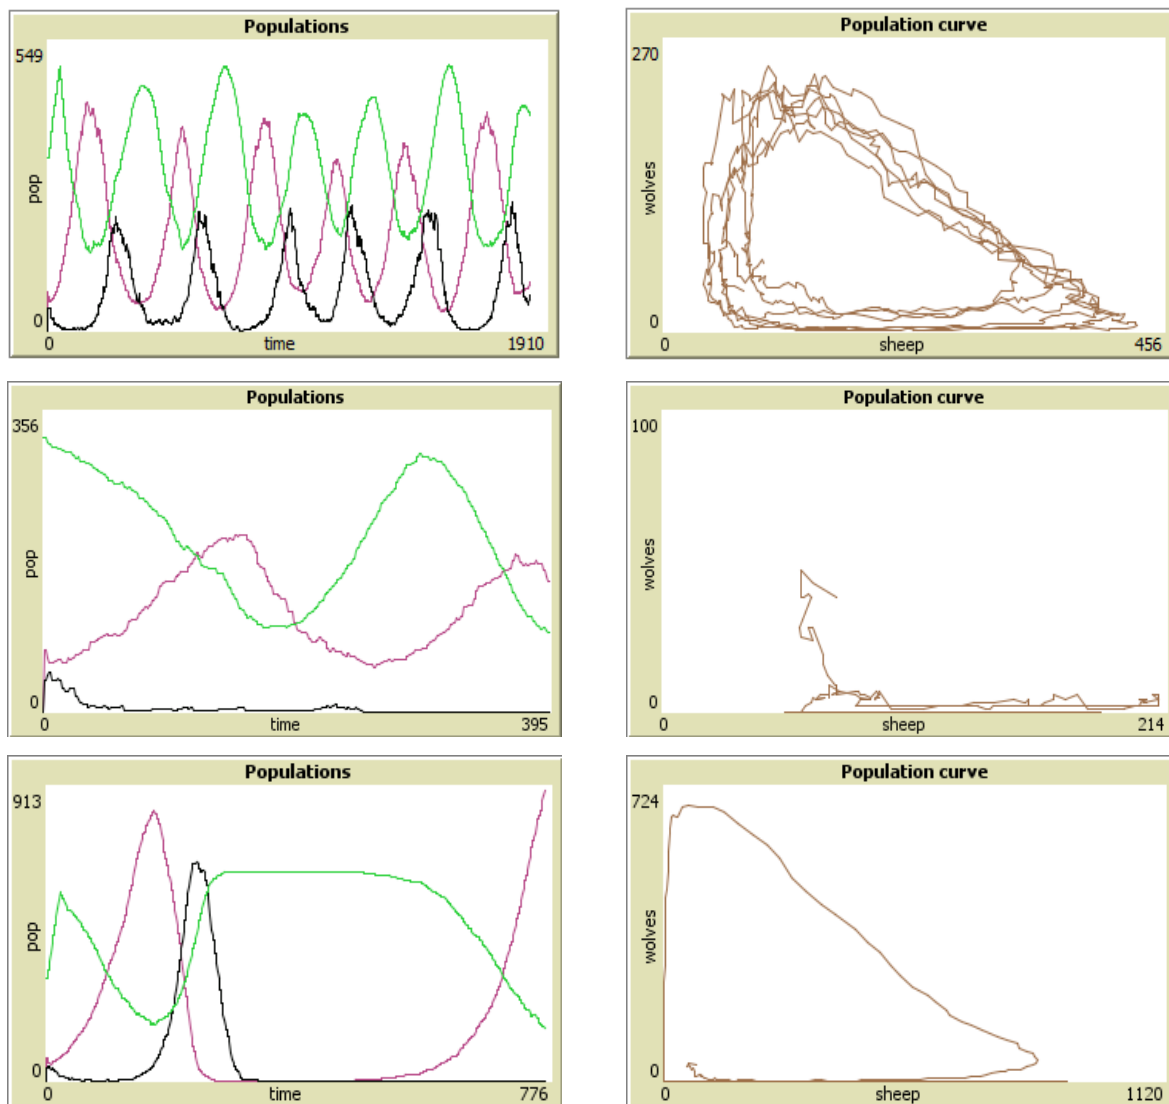 Populations
549
pop
0
0
time
1910
Population curve
270
wolves
0
0
sheep
456
Populations
356
pop
0
0
time
395
Population curve
100
wolves
0
0
sheep
214
Populations
913
pop
0
0
time
776
Population curve
724
wolves
0
0
sheep
1120